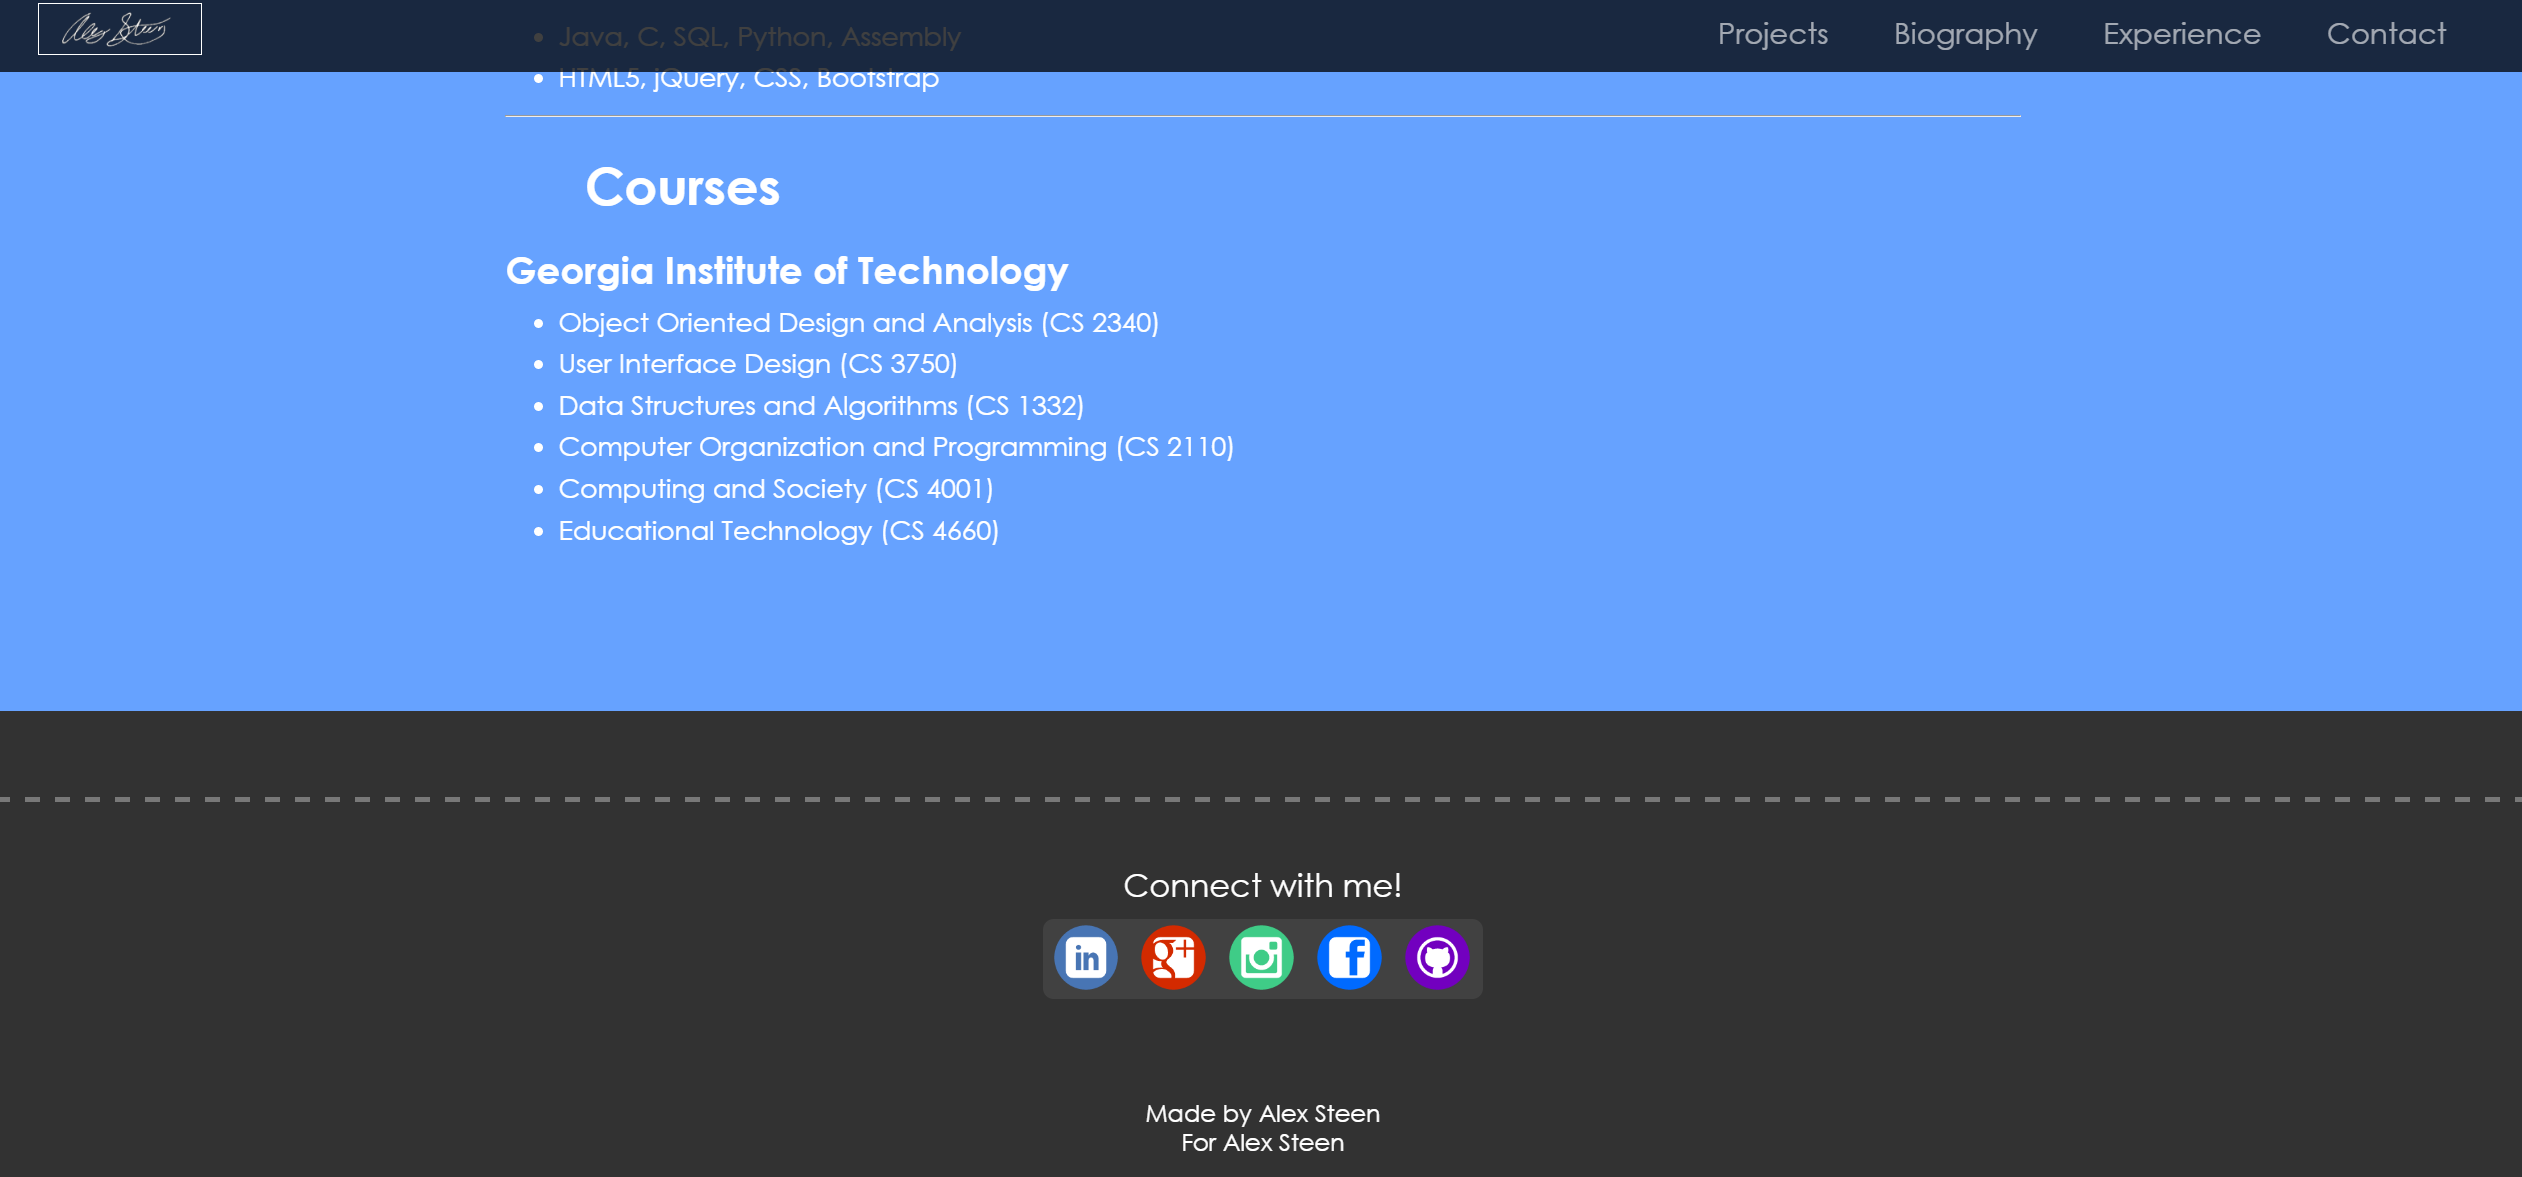 Alex Steen
Projects Biography Experience Contact
Java, C, SQL, Python, Assembly
HTML5, jQuery, CSS, Bootstrap
Courses
Georgia Institute of Technology
Object Oriented Design and Analysis (CS 2340)
User Interface Design (CS 3750)
Data Structures and Algorithms (CS 1332)
Computer Organization and Programming (CS 2110)
Computing and Society (CS 4001)
Educational Technology (CS 4660)
Connect with me!
in g+ f
Made by Alex Steen
For Alex Steen